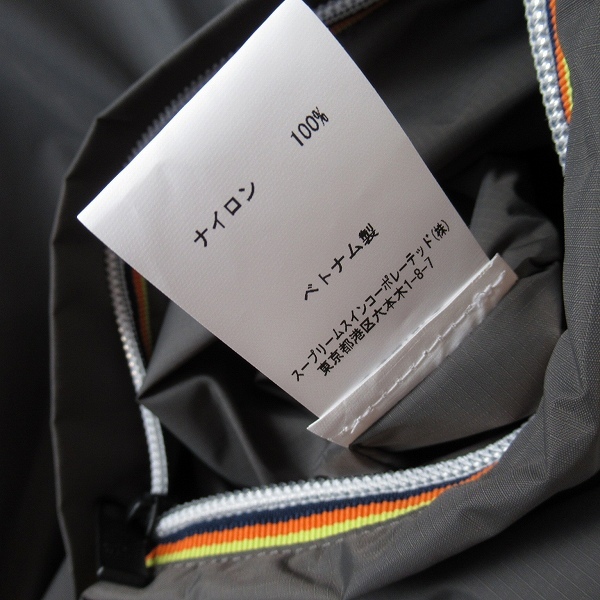 ナイロン 100%
ベトナム製
スープリームスインコーポレーテッド(株)
東京都港区六本木1-8-7